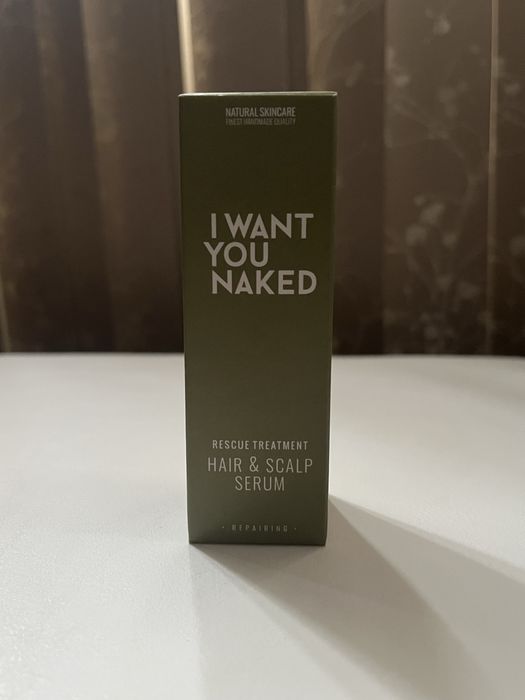 NATURAL SKINCARE
FINEST HANDMADE QUALITY
I WANT
YOU
NAKED
RESCUE TREATMENT
HAIR & SCALP
SERUM
· REPAIRING ·